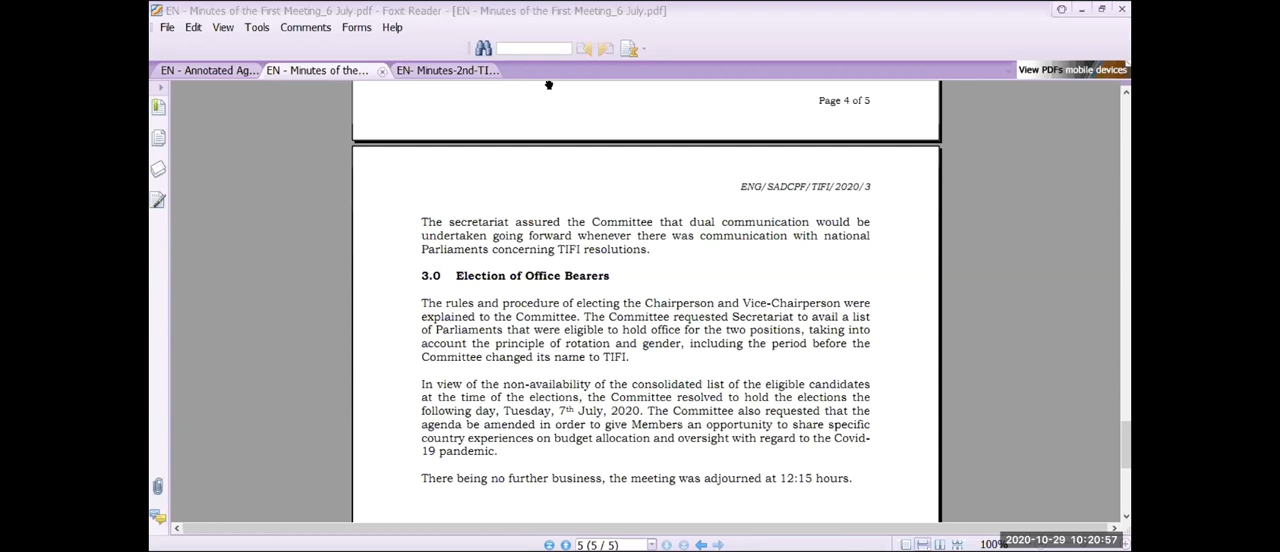 EN - Minutes of the First Meeting_6 July.pdf - Foxit Reader - [EN - Minutes of the First Meeting_6 July.pdf]
File Edit View Tools Comments Forms Help
EN - Annotated Ag... EN - Minutes of the... EN- Minutes-2nd-TI... View PDFs mobile devices
Page 4 of 5
ENG/SADCPF/TIFI/2020/3
The secretariat assured the Committee that dual communication would be
undertaken going forward whenever there was communication with national
Parliaments concerning TIFI resolutions.
3.0 Election of Office Bearers
The rules and procedure of electing the Chairperson and Vice-Chairperson were
explained to the Committee. The Committee requested Secretariat to avail a list
of Parliaments that were eligible to hold office for the two positions, taking into
account the principle of rotation and gender, including the period before the
Committee changed its name to TIFI.
In view of the non-availability of the consolidated list of the eligible candidates
at the time of the elections, the Committee resolved to hold the elections the
following day, Tuesday, 7th July, 2020. The Committee also requested that the
agenda be amended in order to give Members an opportunity to share specific
country experiences on budget allocation and oversight with regard to the Covid-
19 pandemic.
There being no further business, the meeting was adjourned at 12:15 hours.
5 (5 / 5) 100%
2020-10-29 10:20:57